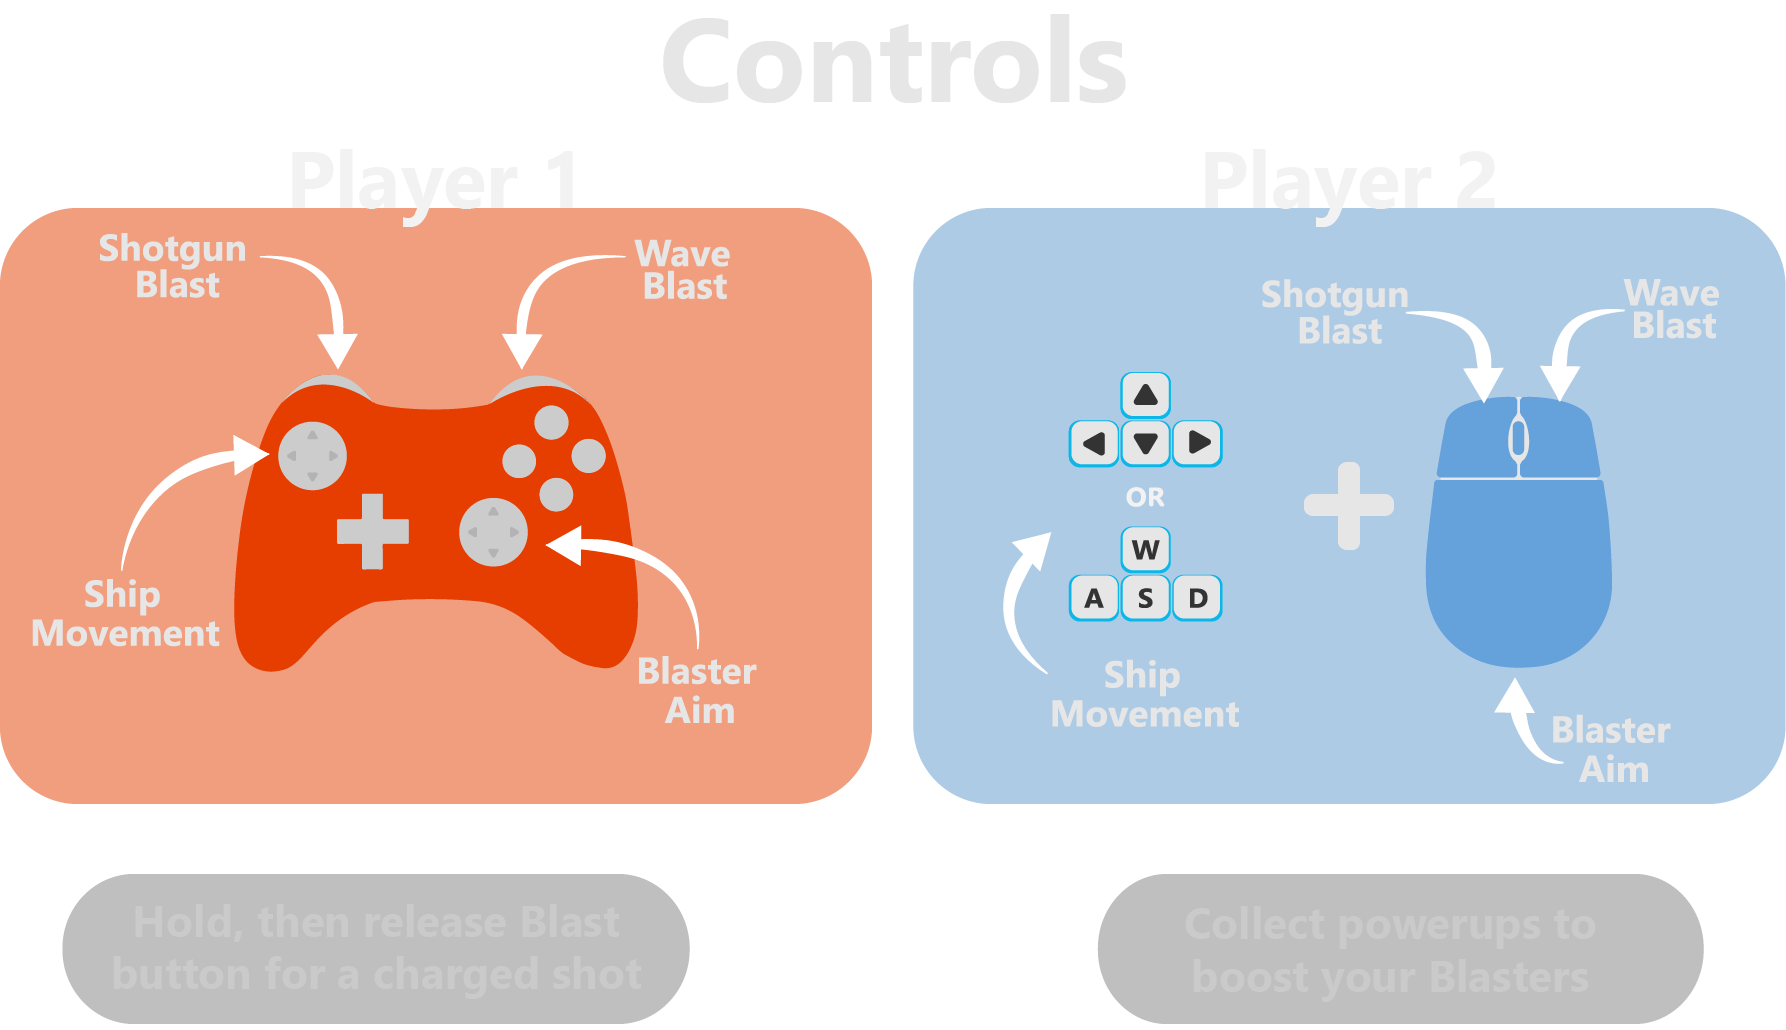 Controls
Player 1
Shotgun
Blast
Wave
Blast
Ship
Movement
Blaster
Aim
Player 2
Shotgun
Blast
Wave
Blast
OR
W
A S D
Ship
Movement
Blaster
Aim
Hold, then release Blast
button for a charged shot
Collect powerups to
boost your Blasters